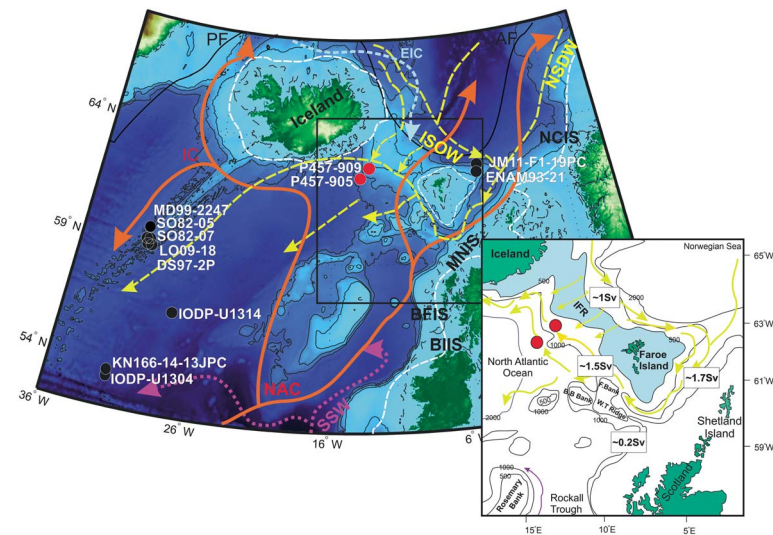 PF
EIC
AF
NSDW
64°N
Iceland
ISOW
NCIS
IC
P457-909
P457-905
JM11-F1-19PC
ENAM93-21
MD99-2247
SO82-05
SO82-07
LO09-18
DS97-2P
59°N
MNIS
IODP-U1314
BFIS
BIIS
54°N
KN166-14-13JPC
IODP-U1304
NAC
SSW
36°W
26°W
16°W
6°
Iceland
Norwegian Sea
65°N
500
~1Sv
2000
IFR
63°N
500
1000
Faroe
Island
North Atlantic
Ocean
~1.5Sv
~1.7Sv
61°N
F.Bank
B.B Bank
W.T Ridge
500
1000
1000
2000
Shetland
Island
~0.2Sv
59°N
1000
500
Rosemary
Bank
Rockall
Trough
Scotland
15°E
10°E
5°E